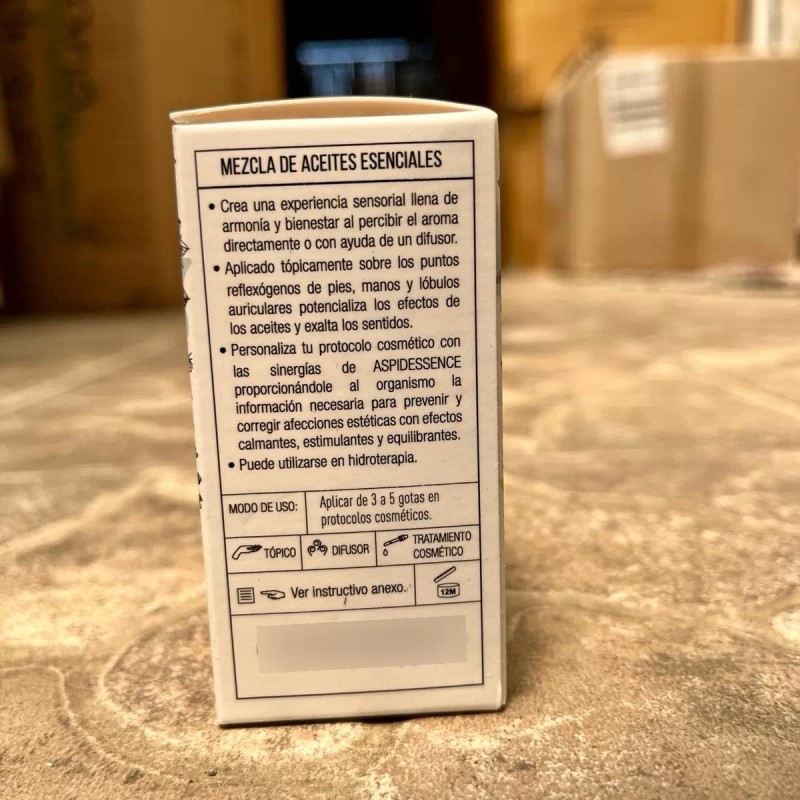 MEZCLA DE ACEITES ESENCIALES
• Crea una experiencia sensorial llena de
armonía y bienestar al percibir el aroma
directamente o con ayuda de un difusor.
• Aplicado tópicamente sobre los puntos
reflexógenos de pies, manos y lóbulos
auriculares potencializa los efectos de
los aceites y exalta los sentidos.
• Personaliza tu protocolo cosmético con
las sinergías de ASPIDESSENCE
proporcionándole al organismo la
información necesaria para prevenir y
corregir afecciones estéticas con efectos
calmantes, estimulantes y equilibrantes.
• Puede utilizarse en hidroterapia.
MODO DE USO:
Aplicar de 3 a 5 gotas en
protocolos cosméticos.
TÓPICO
DIFUSOR
TRATAMIENTO
COSMÉTICO
Ver instructivo anexo.
12M